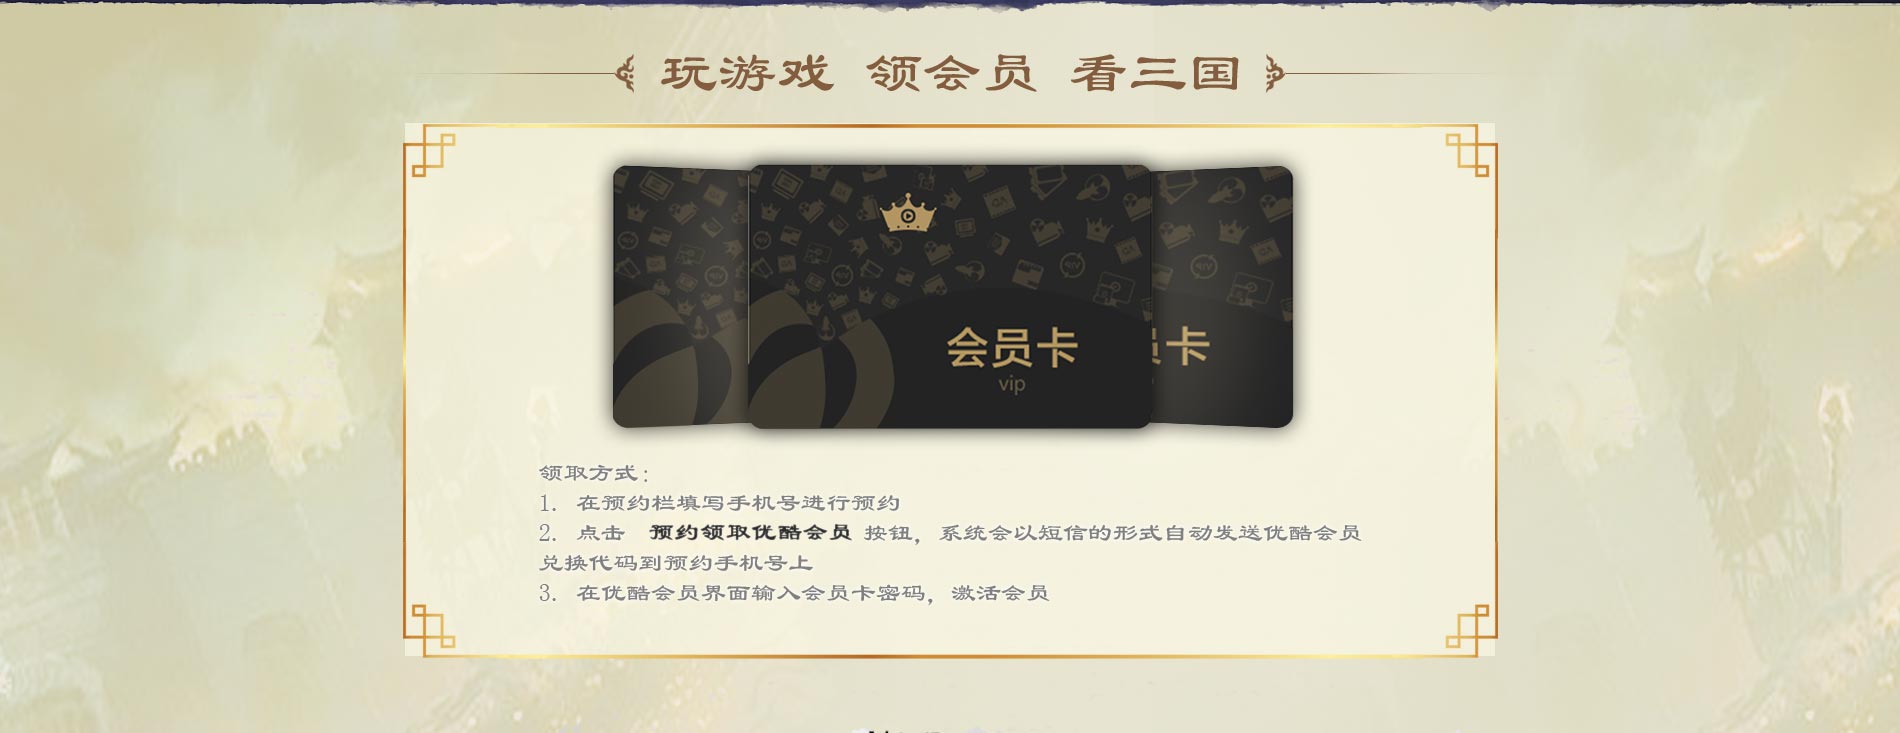 玩游戏 领会员 看三国
会员卡
vip
员卡
领取方式：
1. 在预约栏填写手机号进行预约
2. 点击 预约领取优酷会员 按钮，系统会以短信的形式自动发送优酷会员
兑换代码到预约手机号上
3. 在优酷会员界面输入会员卡密码，激活会员